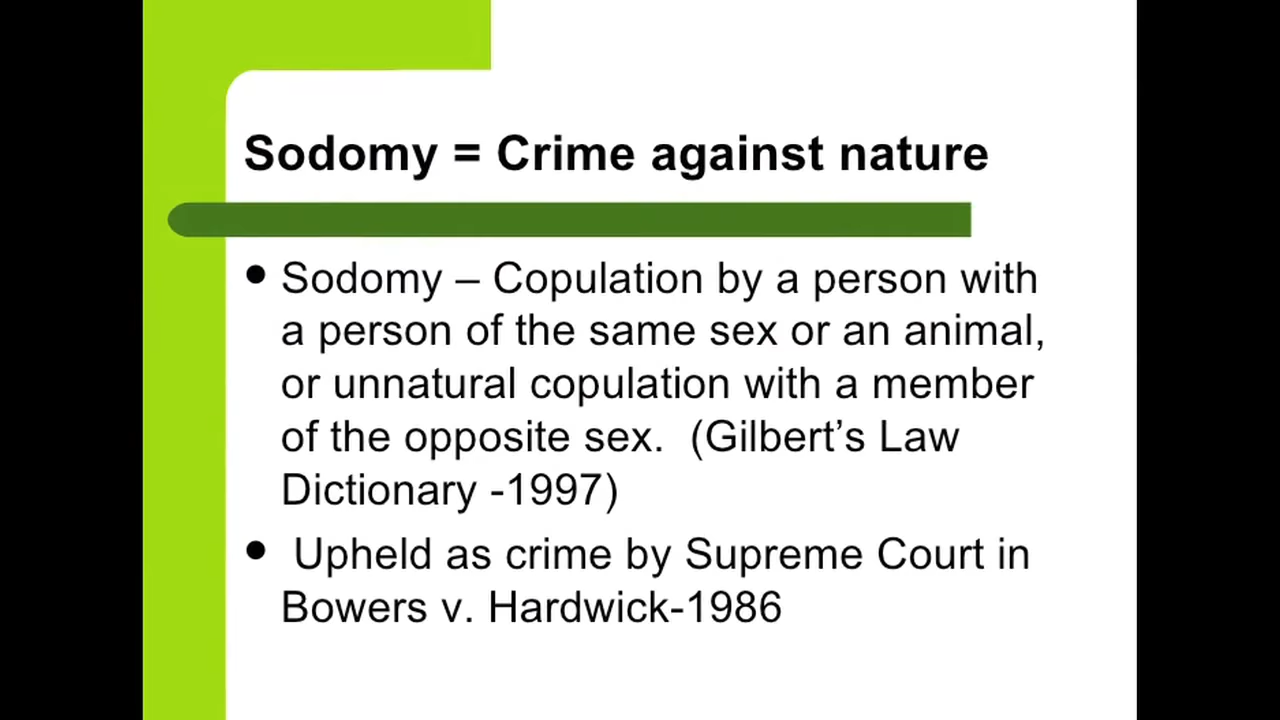 Sodomy = Crime against nature
Sodomy – Copulation by a person with
a person of the same sex or an animal,
or unnatural copulation with a member
of the opposite sex.  (Gilbert’s Law
Dictionary -1997)
Upheld as crime by Supreme Court in
Bowers v. Hardwick-1986